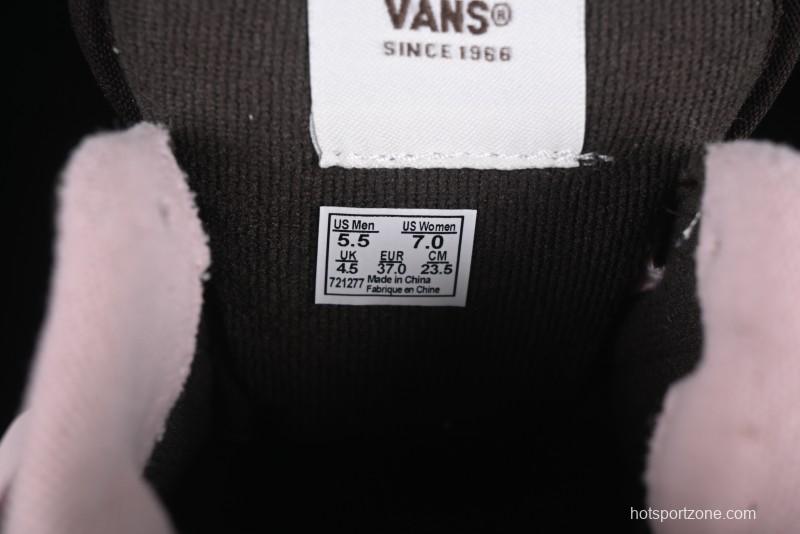 VANS®
SINCE 1966
US Men US Women
5.5 7.0
UK EUR CM
4.5 37.0 23.5
721277 Made in China
Fabrique en Chine
hotsportzone.com